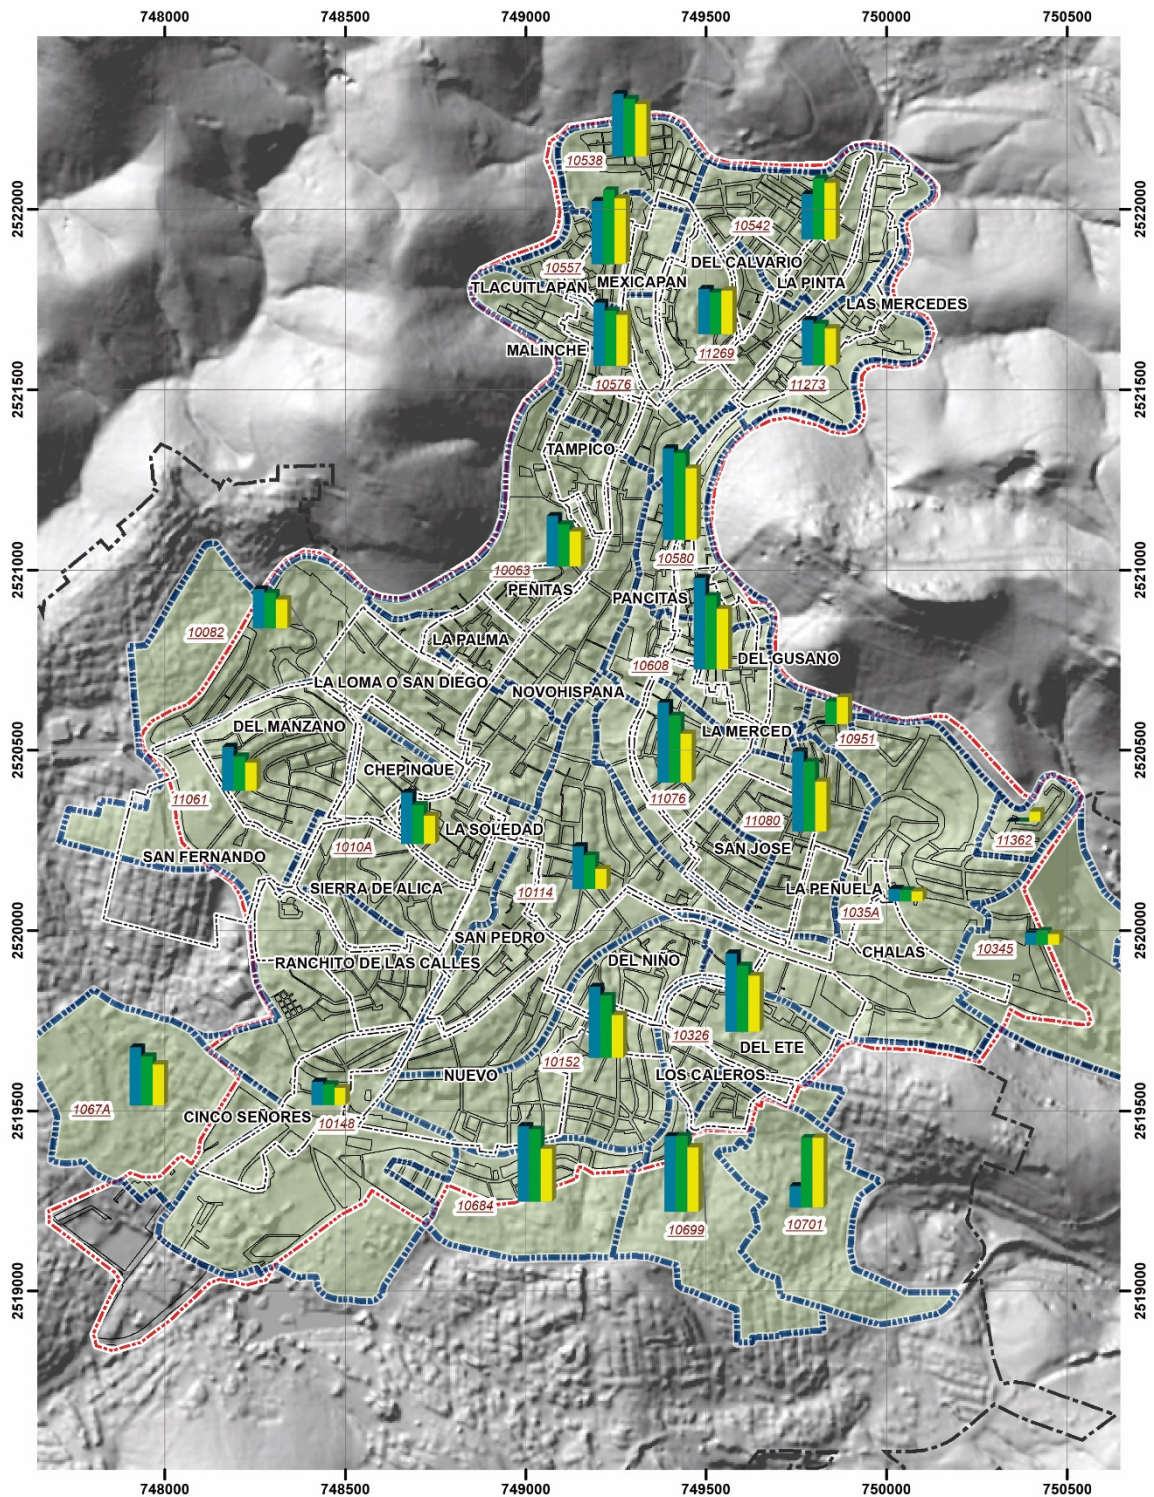 748000 748500 749000 749500 750000 750500
10538
2522000 2522000
10542
DEL CALVARIO
10557
MEXICAPAN
LA PINTA
TLACUITLAPAN
LAS MERCEDES
MALINCHE
11269
10576
11273
2521500 2521500
TAMPICO
10580
10063
2521000 2521000
PEÑITAS
PANCITAS
10082
LA PALMA
DEL GUSANO
10608
LA LOMA O SAN DIEGO
NOVOHISPANA
DEL MANZANO
LA MERCED
10951
2520500 2520500
CHEPINQUE
11061
11076
11080
LA SOLEDAD
11362
1010A
SAN JOSE
SAN FERNANDO
SIERRA DE ALICA
10114
LA PEÑUELA
1035A
2520000 2520000
SAN PEDRO
CHALAS
10345
RANCHITO DE LAS CALLES
DEL NIÑO
10326
DEL ETE
10152
NUEVO
LOS CALEROS
1067A
CINCO SEÑORES
10148
2519500 2519500
10684
10699
10701
2519000 2519000
748000 748500 749000 749500 750000 750500